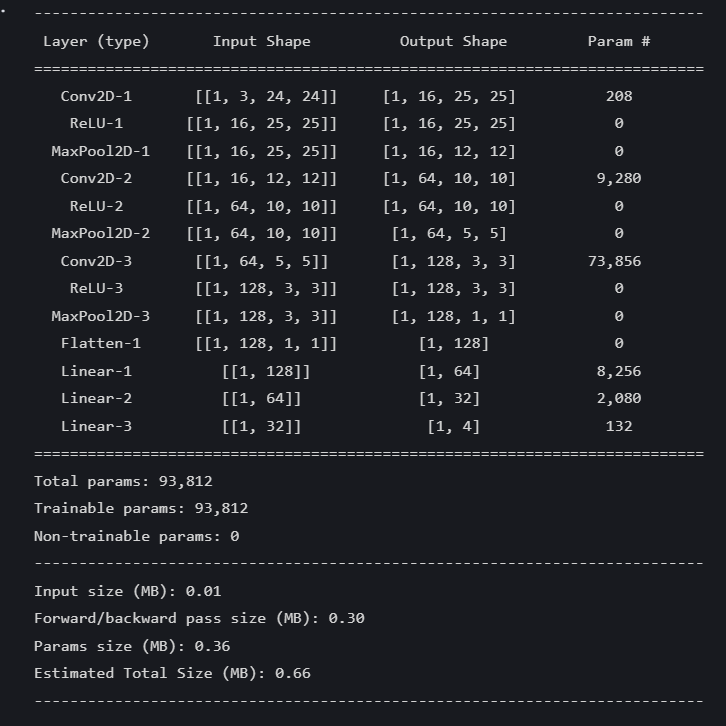 ---------------------------------------------------------------------------
Layer (type)       Input Shape          Output Shape         Param #
===========================================================================
Conv2D-1       [[1, 3, 24, 24]]     [1, 16, 25, 25]          208
ReLU-1       [[1, 16, 25, 25]]     [1, 16, 25, 25]           0
MaxPool2D-1    [[1, 16, 25, 25]]     [1, 16, 12, 12]           0
Conv2D-2      [[1, 16, 12, 12]]     [1, 64, 10, 10]         9,280
ReLU-2       [[1, 64, 10, 10]]     [1, 64, 10, 10]           0
MaxPool2D-2    [[1, 64, 10, 10]]      [1, 64, 5, 5]            0
Conv2D-3       [[1, 64, 5, 5]]      [1, 128, 3, 3]         73,856
ReLU-3       [[1, 128, 3, 3]]      [1, 128, 3, 3]            0
MaxPool2D-3     [[1, 128, 3, 3]]      [1, 128, 1, 1]            0
Flatten-1      [[1, 128, 1, 1]]         [1, 128]               0
Linear-1          [[1, 128]]            [1, 64]              8,256
Linear-2          [[1, 64]]             [1, 32]              2,080
Linear-3          [[1, 32]]             [1, 4]                132
===========================================================================
Total params: 93,812
Trainable params: 93,812
Non-trainable params: 0
---------------------------------------------------------------------------
Input size (MB): 0.01
Forward/backward pass size (MB): 0.30
Params size (MB): 0.36
Estimated Total Size (MB): 0.66
---------------------------------------------------------------------------